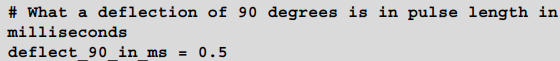 # What a deflection of 90 degrees is in pulse length in
milliseconds
deflect_90_in_ms = 0.5